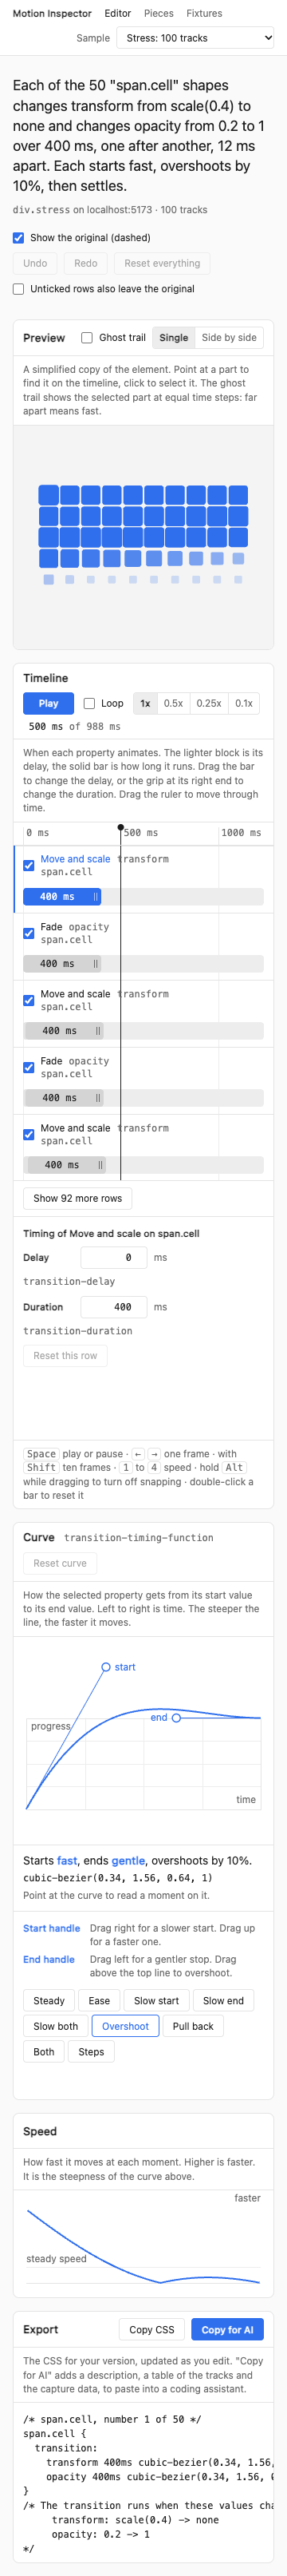 Motion Inspector Editor Pieces Fixtures
Sample Stress: 100 tracks
Each of the 50 "span.cell" shapes
changes transform from scale(0.4) to
none and changes opacity from 0.2 to 1
over 400 ms, one after another, 12 ms
apart. Each starts fast, overshoots by
10%, then settles.
div.stress on localhost:5173 · 100 tracks
Show the original (dashed)
Undo Redo Reset everything
Unticked rows also leave the original
Preview Ghost trail Single Side by side
A simplified copy of the element. Point at a part to
find it on the timeline, click to select it. The ghost
trail shows the selected part at equal time steps: far
apart means fast.
Timeline
Play Loop 1x 0.5x 0.25x 0.1x
500 ms of 988 ms
When each property animates. The lighter block is its
delay, the solid bar is how long it runs. Drag the bar
to change the delay, or the grip at its right end to
change the duration. Drag the ruler to move through
time.
0 ms 500 ms 1000 ms
Move and scale transform
span.cell
400 ms
Fade opacity
span.cell
400 ms
Move and scale transform
span.cell
400 ms
Fade opacity
span.cell
400 ms
Move and scale transform
span.cell
400 ms
Show 92 more rows
Timing of Move and scale on span.cell
Delay 0 ms
transition-delay
Duration 400 ms
transition-duration
Reset this row
Space play or pause · ← → one frame · with
Shift ten frames · 1 to 4 speed · hold Alt
while dragging to turn off snapping · double-click a
bar to reset it
Curve transition-timing-function
Reset curve
How the selected property gets from its start value
to its end value. Left to right is time. The steeper the
line, the faster it moves.
start
end
progress
time
Starts fast, ends gentle, overshoots by 10%.
cubic-bezier(0.34, 1.56, 0.64, 1)
Point at the curve to read a moment on it.
Start handle Drag right for a slower start. Drag up
for a faster one.
End handle Drag left for a gentler stop. Drag
above the top line to overshoot.
Steady Ease Slow start Slow end
Slow both Overshoot Pull back
Both Steps
Speed
How fast it moves at each moment. Higher is faster.
It is the steepness of the curve above.
faster
steady speed
Export Copy CSS Copy for AI
The CSS for your version, updated as you edit. "Copy
for AI" adds a description, a table of the tracks and
the capture data, to paste into a coding assistant.
/* span.cell, number 1 of 50 */
span.cell {
transition:
transform 400ms cubic-bezier(0.34, 1.56,
opacity 400ms cubic-bezier(0.34, 1.56,
}
/* The transition runs when these values
transform: scale(0.4) -> none
opacity: 0.2 -> 1
*/